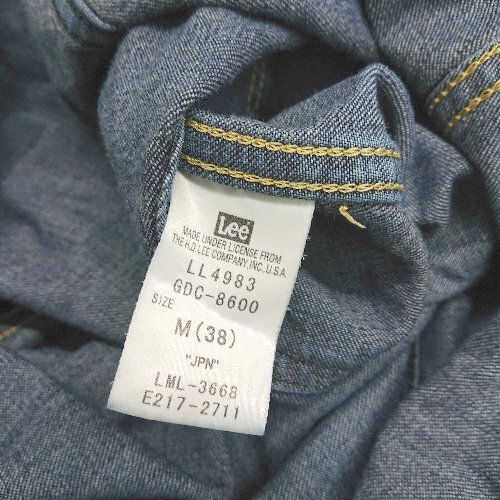 Lee
MADE UNDER LICENSE FROM
THE H.D. LEE COMPANY, INC., U.S.A.
LL4983
GDC-8600
SIZE
M(38)
"JPN"
LML-3668
E217-2711